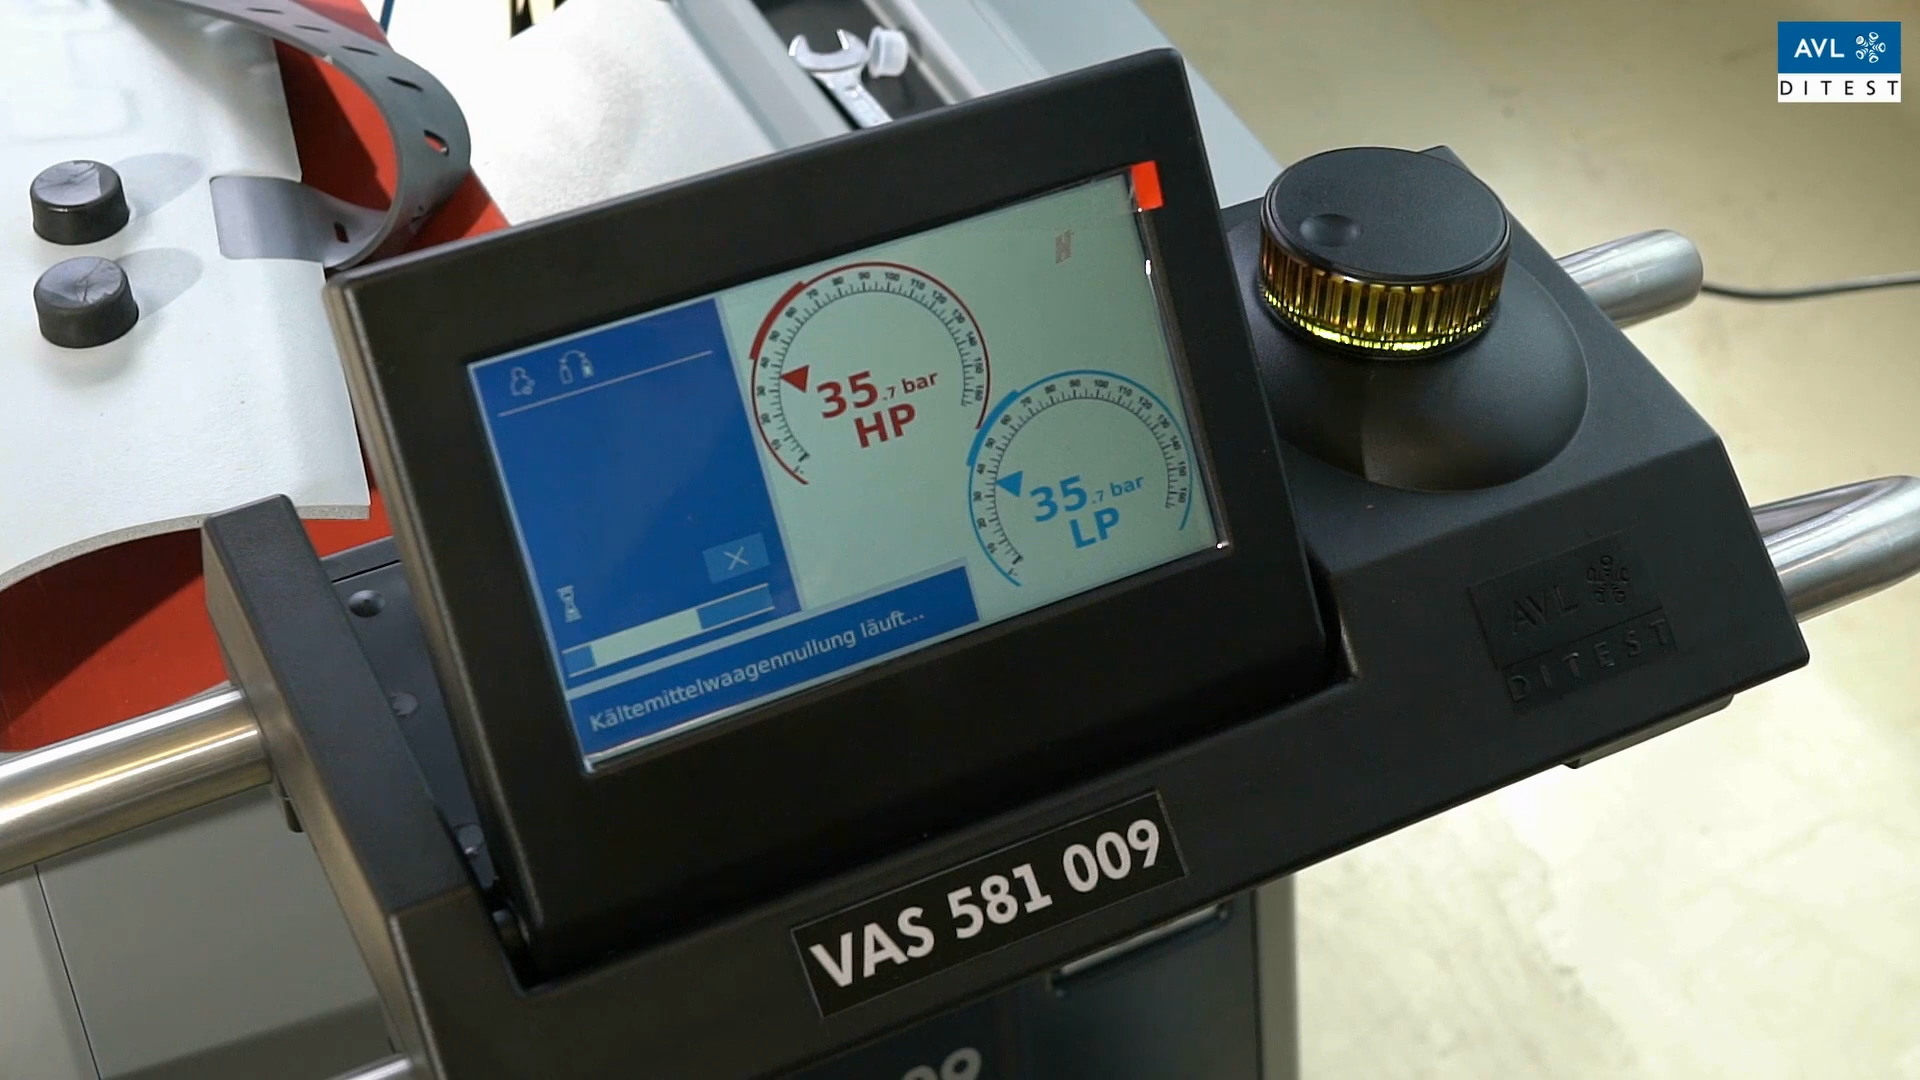 AVL
DITEST
35.7 bar
HP
35.7 bar
LP
Kältemittelwaagennullung läuft...
AVL
DITEST
VAS 581 009